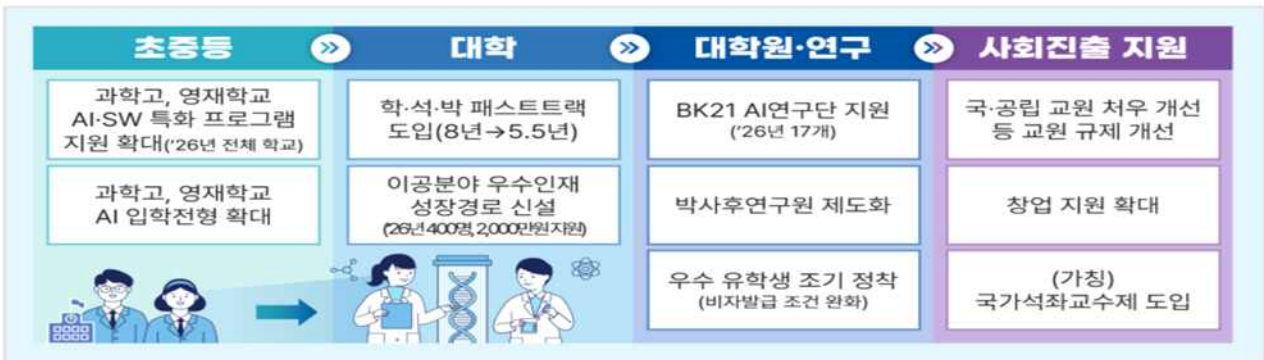 초중등
과학고, 영재학교
AI·SW 특화 프로그램
지원 확대('26년 전체 학교)
과학고, 영재학교
AI 입학전형 확대
대학
학·석·박 패스트트랙
도입(8년→5.5년)
이공분야 우수인재
성장경로 신설
('26년 400명, 2,000만원 지원)
대학원·연구
BK21 AI연구단 지원
('26년 17개)
박사후연구원 제도화
우수 유학생 조기 정착
(비자발급 조건 완화)
사회진출 지원
국·공립 교원 처우 개선
등 교원 규제 개선
창업 지원 확대
(가칭)
국가석좌교수제 도입